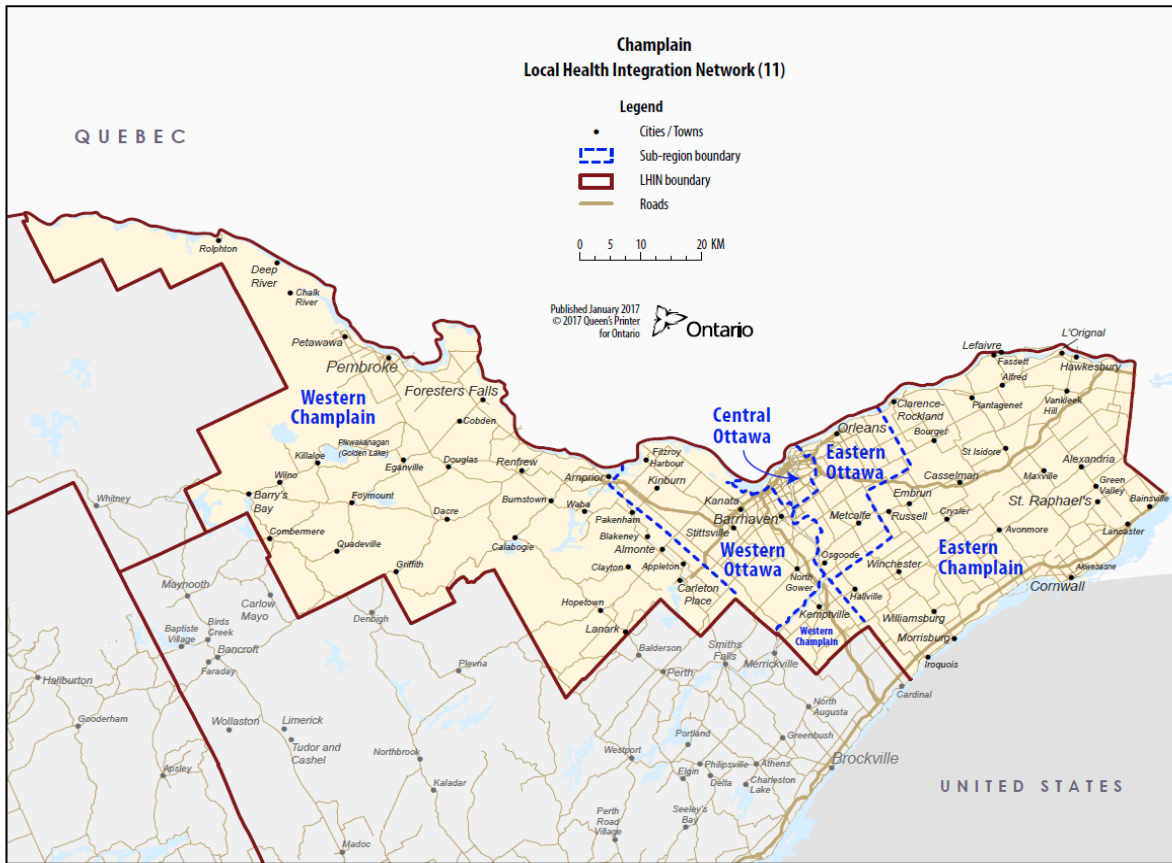 Champlain
Local Health Integration Network (11)
Legend
Cities / Towns
Sub-region boundary
LHIN boundary
Roads
0 5 10 20 KM
Published January 2017
© 2017 Queen's Printer
for Ontario
Ontario
QUEBEC
Rolphton
Deep
River
Chalk
River
Petawawa
Pembroke
Foresters Falls
Western
Champlain
Cobden
Pikwakanagan
(Golden Lake)
Killaloe
Eganville
Douglas
Renfrew
Wilno
Barry's
Bay
Foymount
Burnstown
Arnprior
Waba
Dacre
Combermere
Quadeville
Calabogie
Griffith
Whitney
Fitzroy
Harbour
Kinburn
Pakenham
Blakeney
Almonte
Clayton
Appleton
Carleton
Place
Hopetown
Lanark
Central
Ottawa
Kanata
Barrhaven
Stittsville
Western
Ottawa
North
Gower
Osgoode
Kemptville
Western
Champlain
Orleans
Eastern
Ottawa
Metcalfe
Clarence-
Rockland
Bourget
Lefaivre
Fassett
L'Orignal
Hawkesbury
Alfred
Plantagenet
Vankleek
Hill
St Isidore
Casselman
Embrun
Russell
Crysler
Maxville
Alexandria
Green
Valley
St. Raphael's
Bainsville
Lancaster
Avonmore
Winchester
Eastern
Champlain
Akwesasne
Cornwall
Hallville
Williamsburg
Morrisburg
Iroquois
Cardinal
Maynooth
Carlow
Mayo
Baptiste
Village
Birds
Creek
Bancroft
Faraday
Denbigh
Plevna
Haliburton
Gooderham
Wollaston
Limerick
Tudor and
Cashel
Northbrook
Kaladar
Apsley
Madoc
Balderson
Smiths
Falls
Merrickville
Perth
North
Augusta
Portland
Greenbush
Westport
Philipsville
Athens
Elgin
Delta
Charleston
Lake
Brockville
Seeley's
Bay
Perth
Road
Village
UNITED STATES